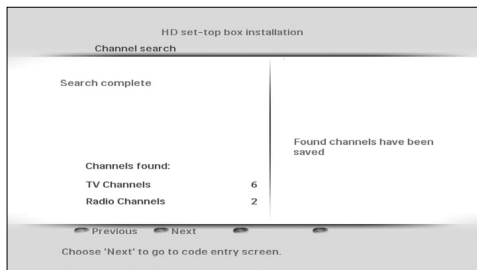 HD set-top box installation
Channel search
Search complete
Found channels have been
saved
Channels found:
TV Channels 6
Radio Channels 2
Previous Next
Choose 'Next' to go to code entry screen.